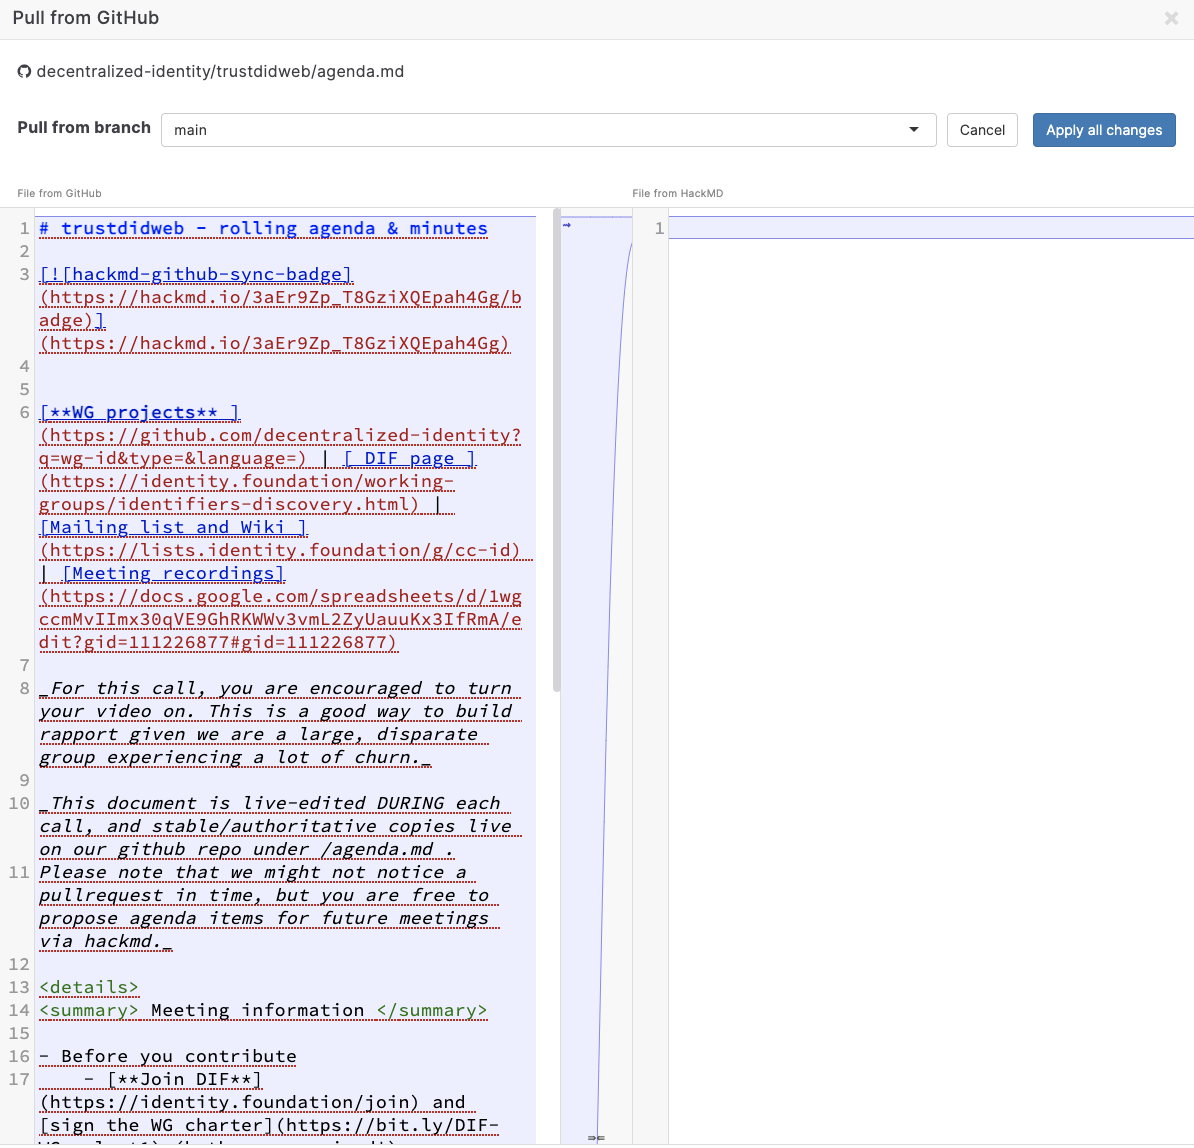 Pull from GitHub
decentralized-identity/trustdidweb/agenda.md
Pull from branch
main
Cancel
Apply all changes
File from GitHub
File from HackMD
1 # trustdidweb - rolling agenda & minutes
2
3 [![hackmd-github-sync-badge]
(https://hackmd.io/3aEr9Zp_T8GziXQEpah4Gg/b
adge)]
(https://hackmd.io/3aEr9Zp_T8GziXQEpah4Gg)
4
5
6 [**WG projects** ]
(https://github.com/decentralized-identity?
q=wg-id&type=&language=) | [ DIF page ]
(https://identity.foundation/working-
groups/identifiers-discovery.html) |
[Mailing list and Wiki ]
(https://lists.identity.foundation/g/cc-id)
| [Meeting recordings]
(https://docs.google.com/spreadsheets/d/1wg
ccmMvIImx30qVE9GhRKWWv3vmL2ZyUauuKx3IfRmA/e
dit?gid=111226877#gid=111226877)
7
8 _For this call, you are encouraged to turn
your video on. This is a good way to build
rapport given we are a large, disparate
group experiencing a lot of churn._
9
10 _This document is live-edited DURING each
call, and stable/authoritative copies live
on our github repo under /agenda.md .
11 Please note that we might not notice a
pullrequest in time, but you are free to
propose agenda items for future meetings
via hackmd._
12
13 <details>
14 <summary> Meeting information </summary>
15
16 - Before you contribute
17 - [**Join DIF**]
(https://identity.foundation/join) and
[sign the WG charter](https://bit.ly/DIF-
1